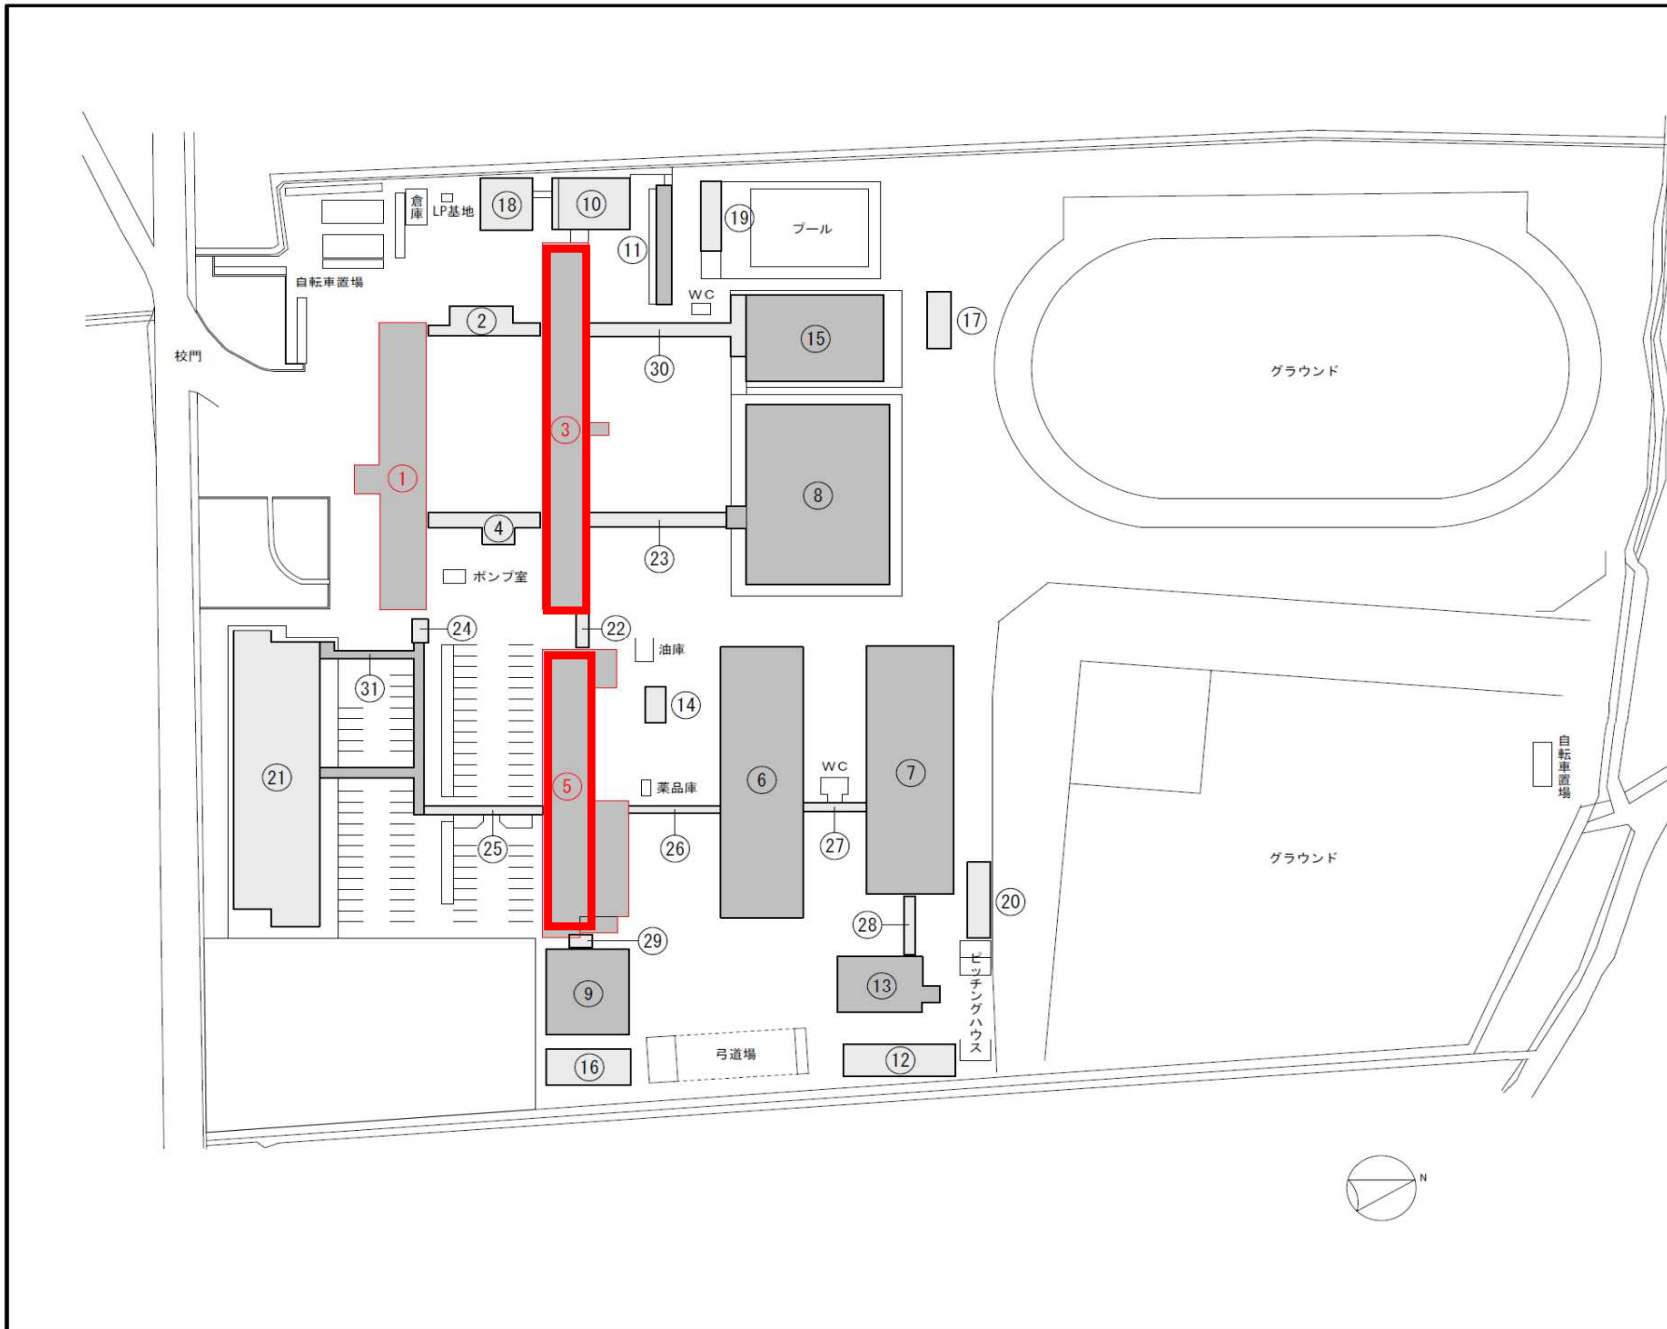 倉庫
LP基地
⑱
⑩
⑪
⑲
プール
自転車置場
WC
⑰
②
校門
㉚
⑮
グラウンド
③
①
⑧
④
㉓
ポンプ室
㉔
㉒
油庫
㉛
⑭
㉑
⑤
薬品庫
⑥
WC
⑦
自転車置場
㉕
㉖
㉗
グラウンド
⑳
㉘
㉙
ピッチングハウス
⑨
⑬
弓道場
⑯
⑫
N